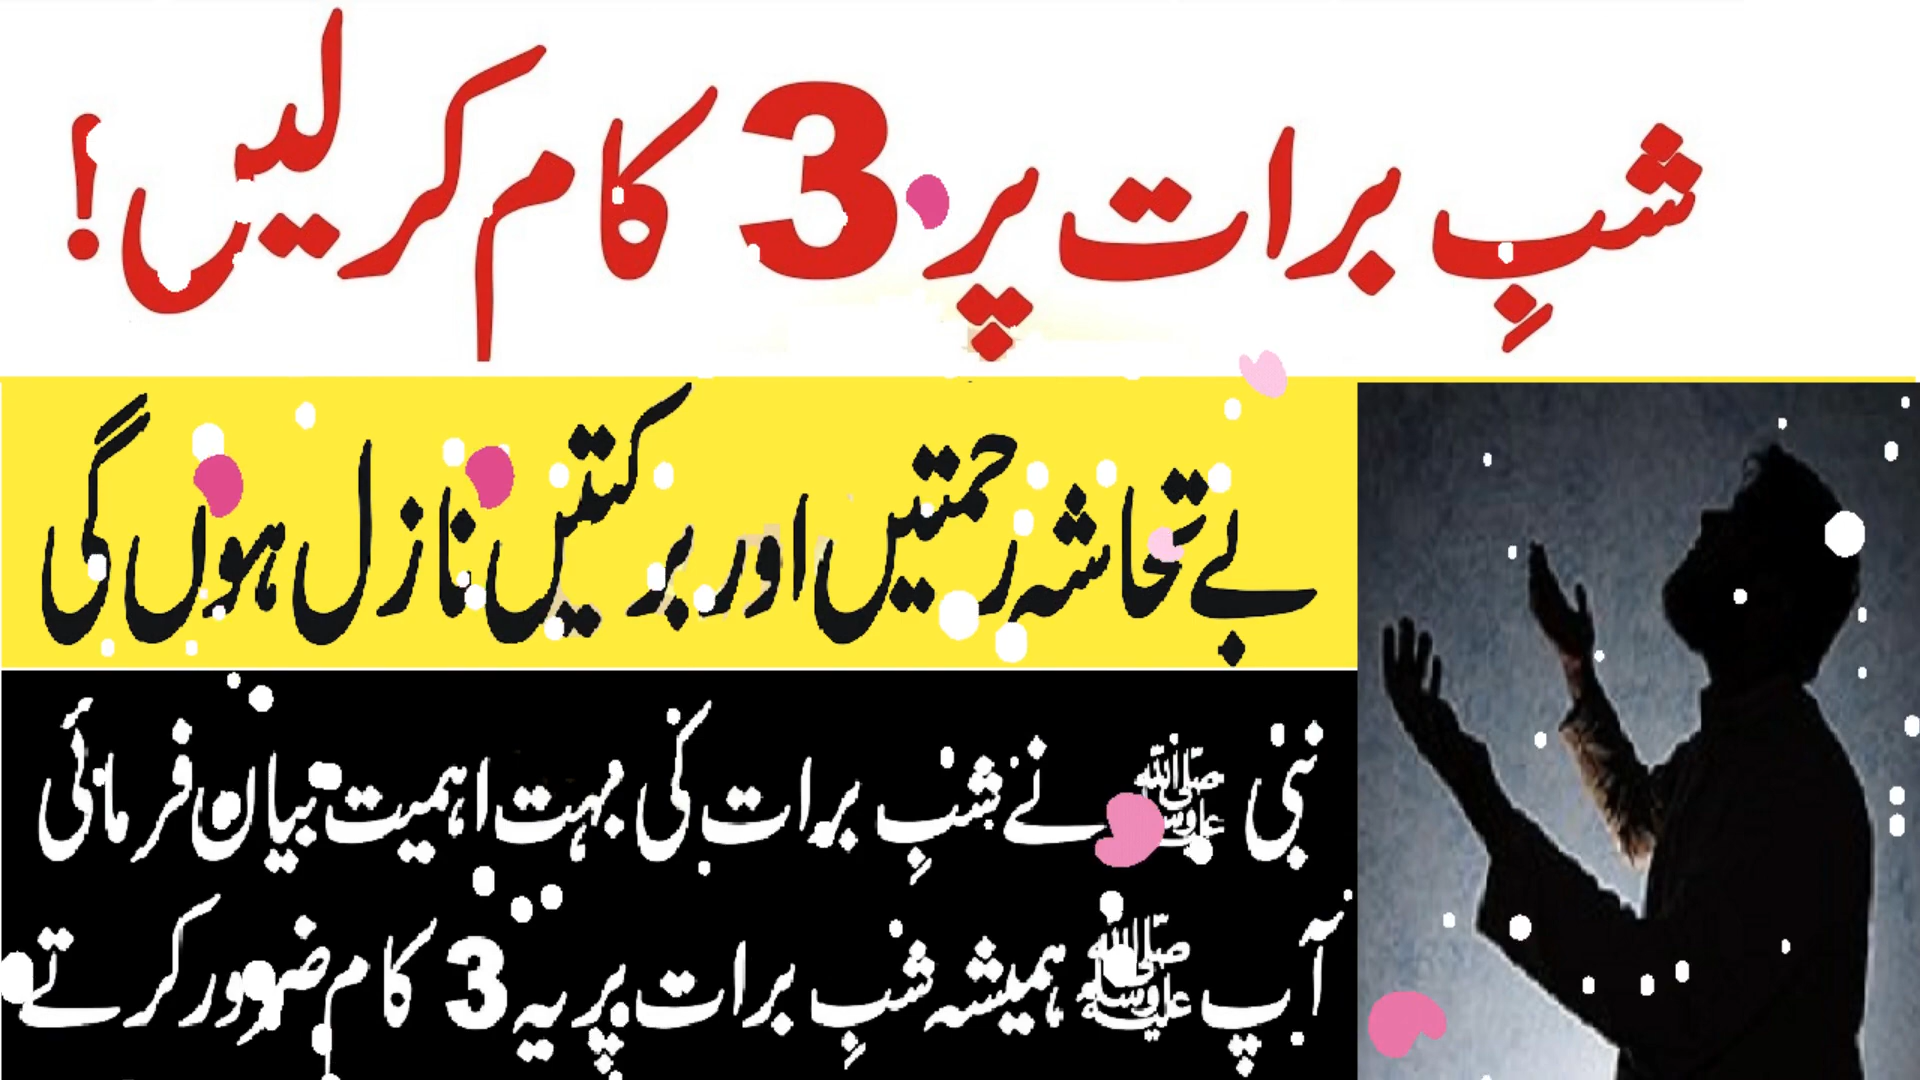 شبِ برات پر 3 کام کرلیں!
بے تحاشہ رحمتیں اور برکتیں نازل ہوں گی
نبی ﷺ نے شبِ برات کی بہت اہمیت بیان فرمائی
آپ ﷺ ہمیشہ شبِ برات پر یہ 3 کام ضرور کرتے